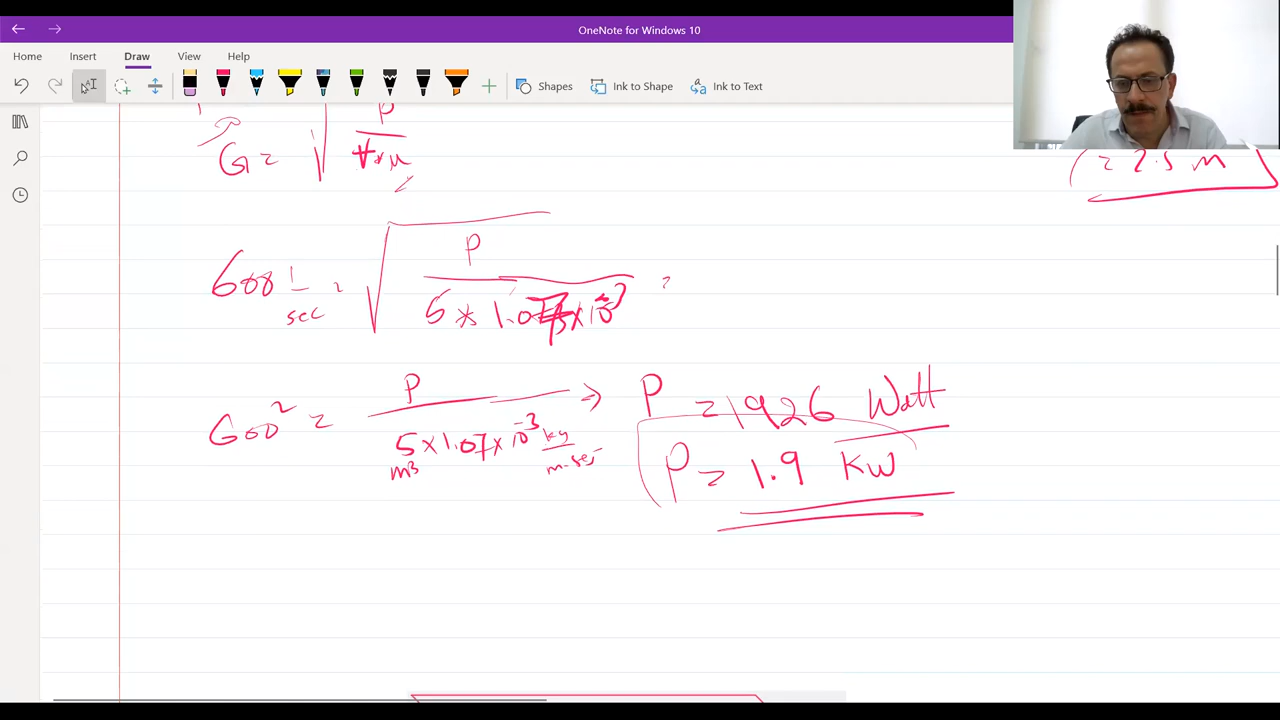 OneNote for Windows 10
Home Insert Draw View Help
Shapes Ink to Shape Ink to Text
P
G = √ ∀*μ
= 2.5 m
P
600 1/sec = √ 5 * 1.07 × 10^-3 =
600² = P / 5 × 1.07 × 10^-3 kg/m.sec → P = 1926 Watt
m3
P = 1.9 KW